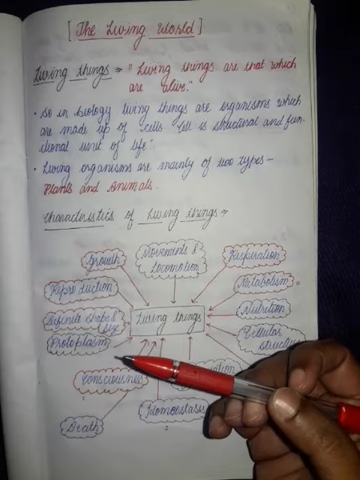 [ The Living World ]
Living things → "Living things are that which
are "alive."
• So in biology living things are organisms which
are made up of "cells. Cell is structural and fun-
ctional unit of life".
• Living organisms are mainly of two types-
Plants and Animals.
Characteristics of Living things →
Growth
Movements &
Locomotion
Respiration
Reproduction
Metabolism
Definite shape &
size
Living things
Nutrition
Protoplasm
Cellular
structure
Consciousness
Homoeostasis
Death